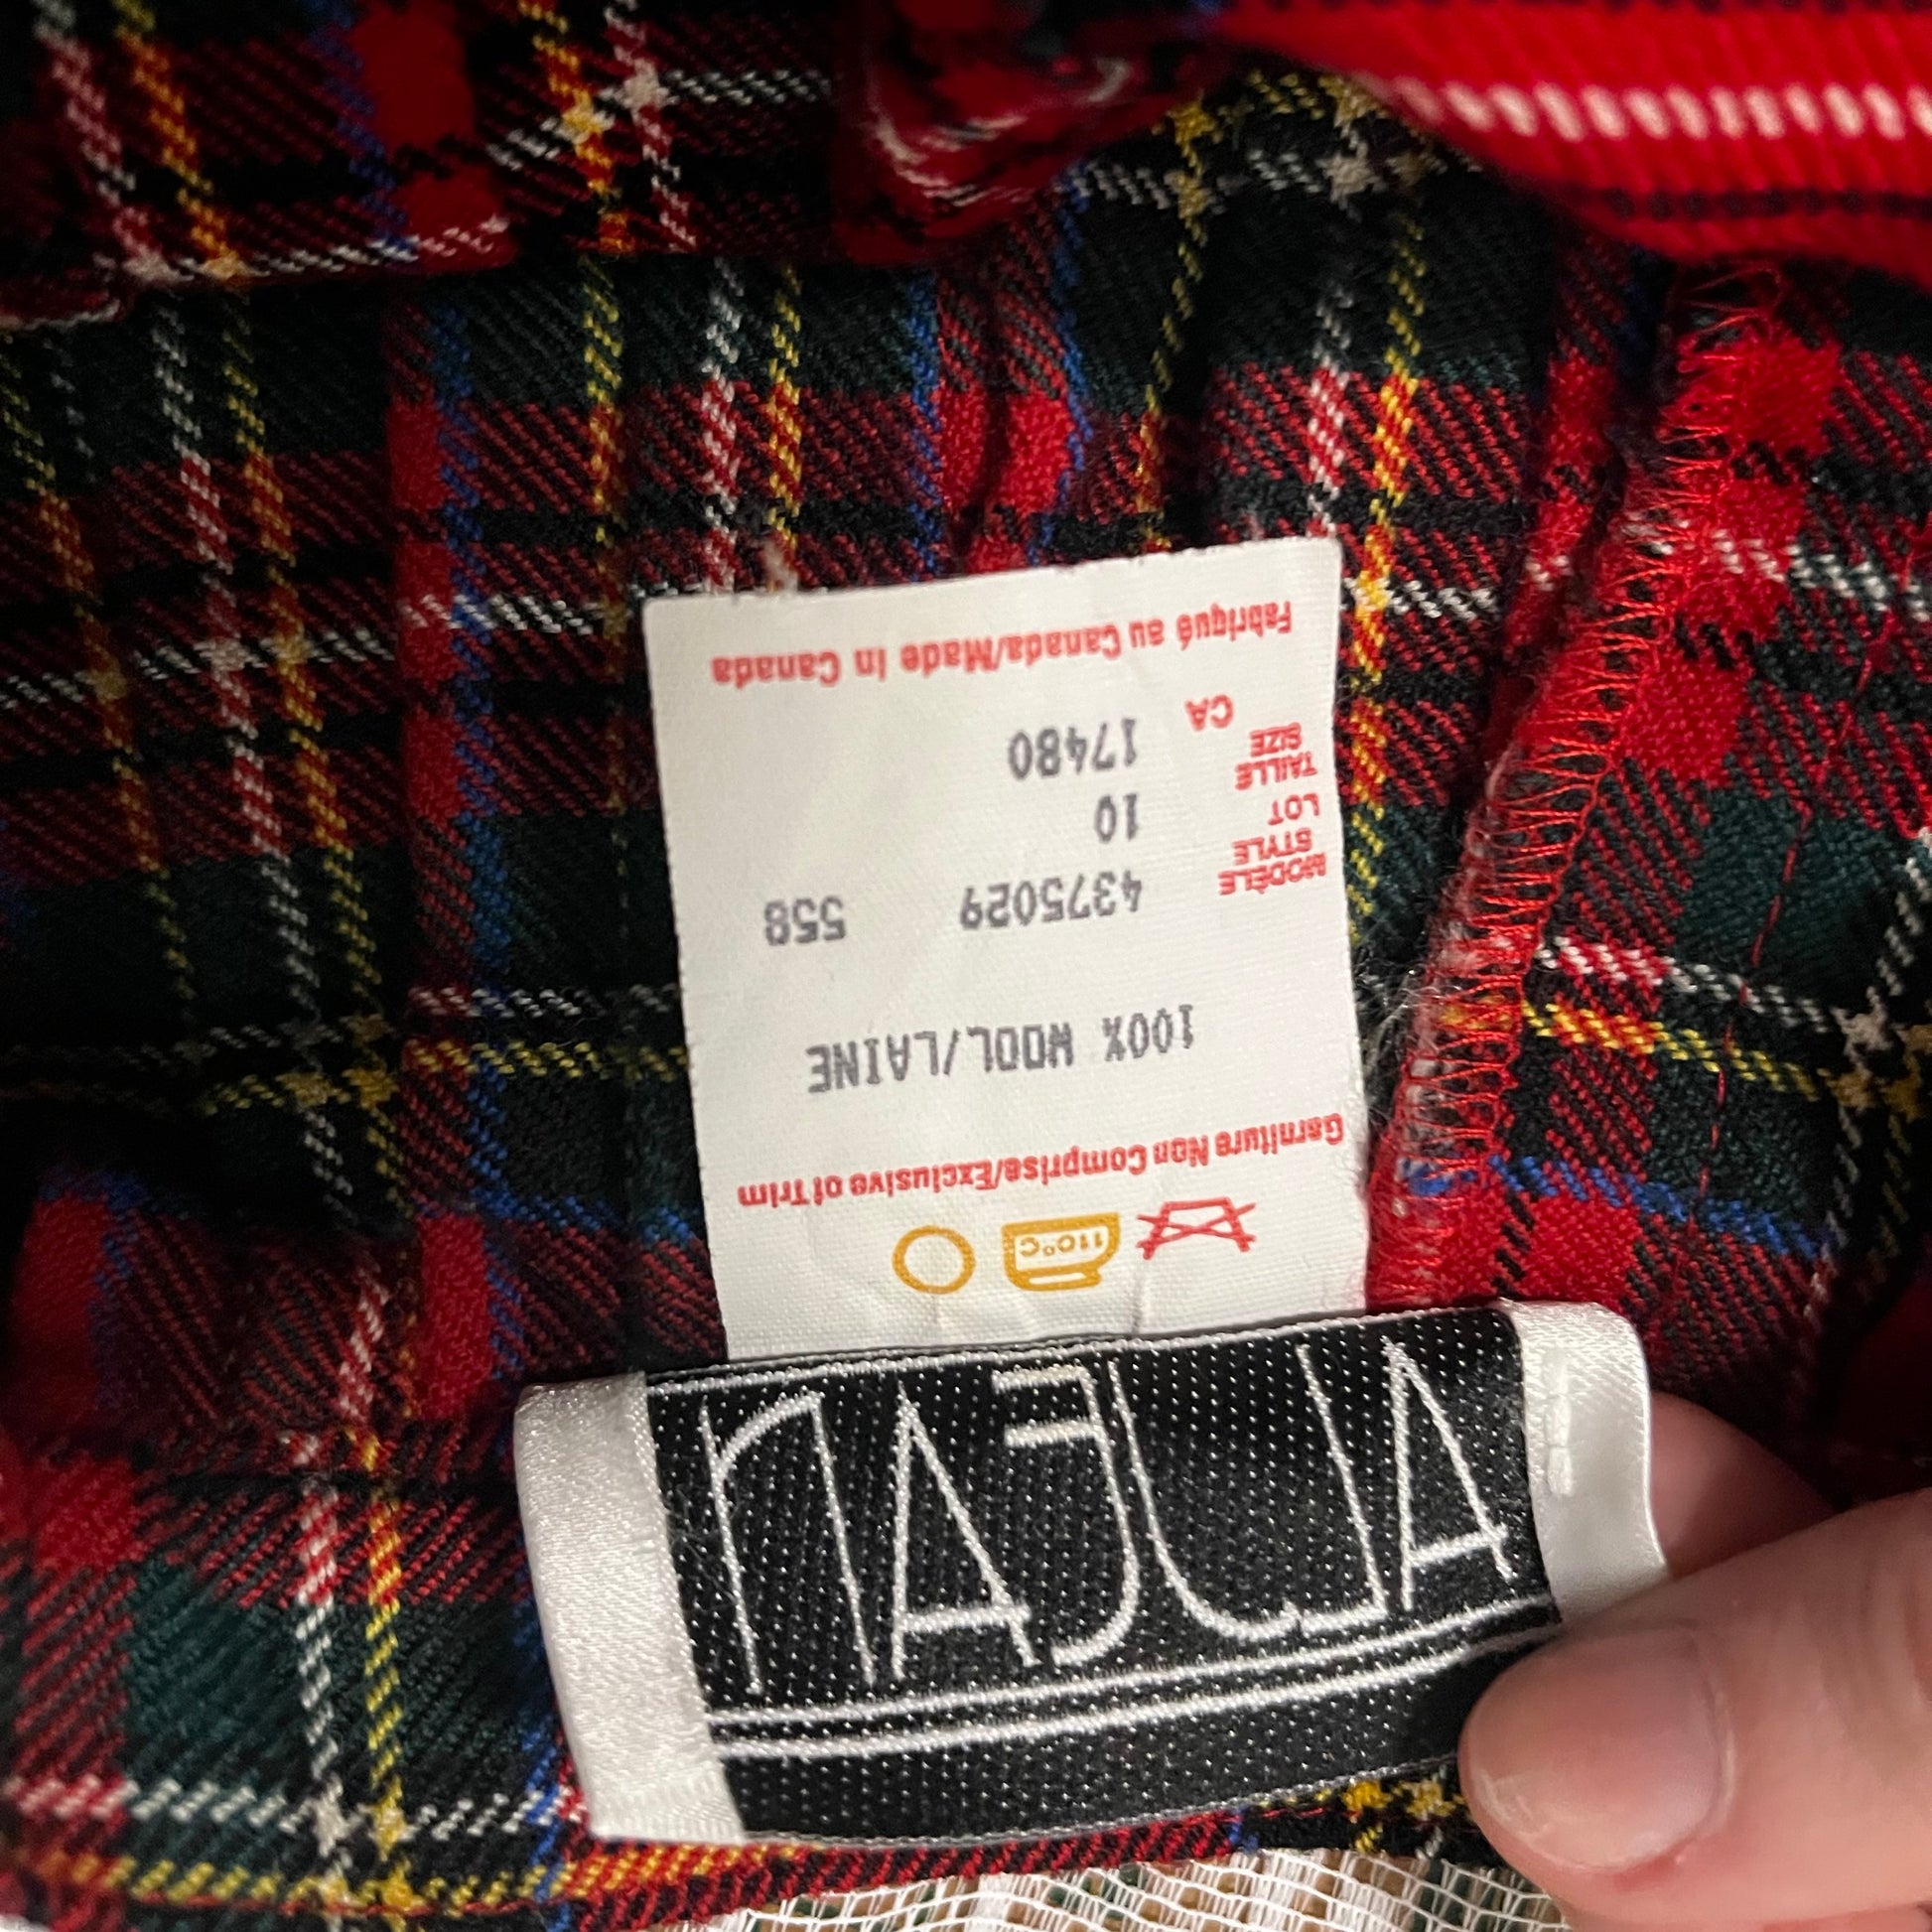 110°C
Garniture Non Comprise/Exclusive of Trim
100% WOOL/LAINE
MODÈLE
STYLE 4375029 558
LOT 10
TAILLE
SIZE 17480
CA
Fabriqué au Canada/Made in Canada
NAJUA